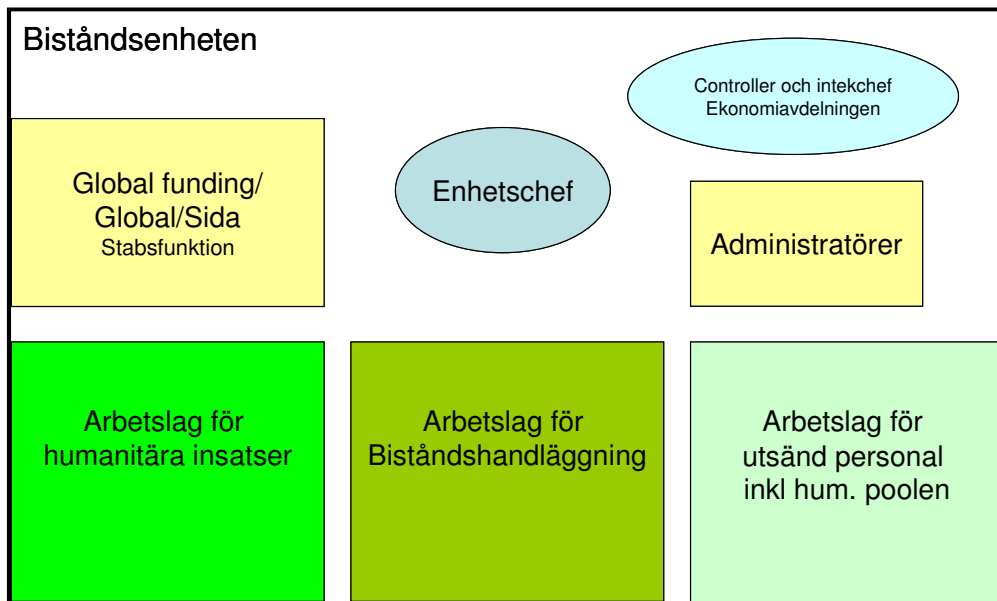 Biståndsenheten
Controller och intekchef
Ekonomiavdelningen
Global funding/
Global/Sida
Stabsfunktion
Enhetschef
Administratörer
Arbetslag för
humanitära insatser
Arbetslag för
Biståndshandläggning
Arbetslag för
utsänd personal
inkl hum. poolen